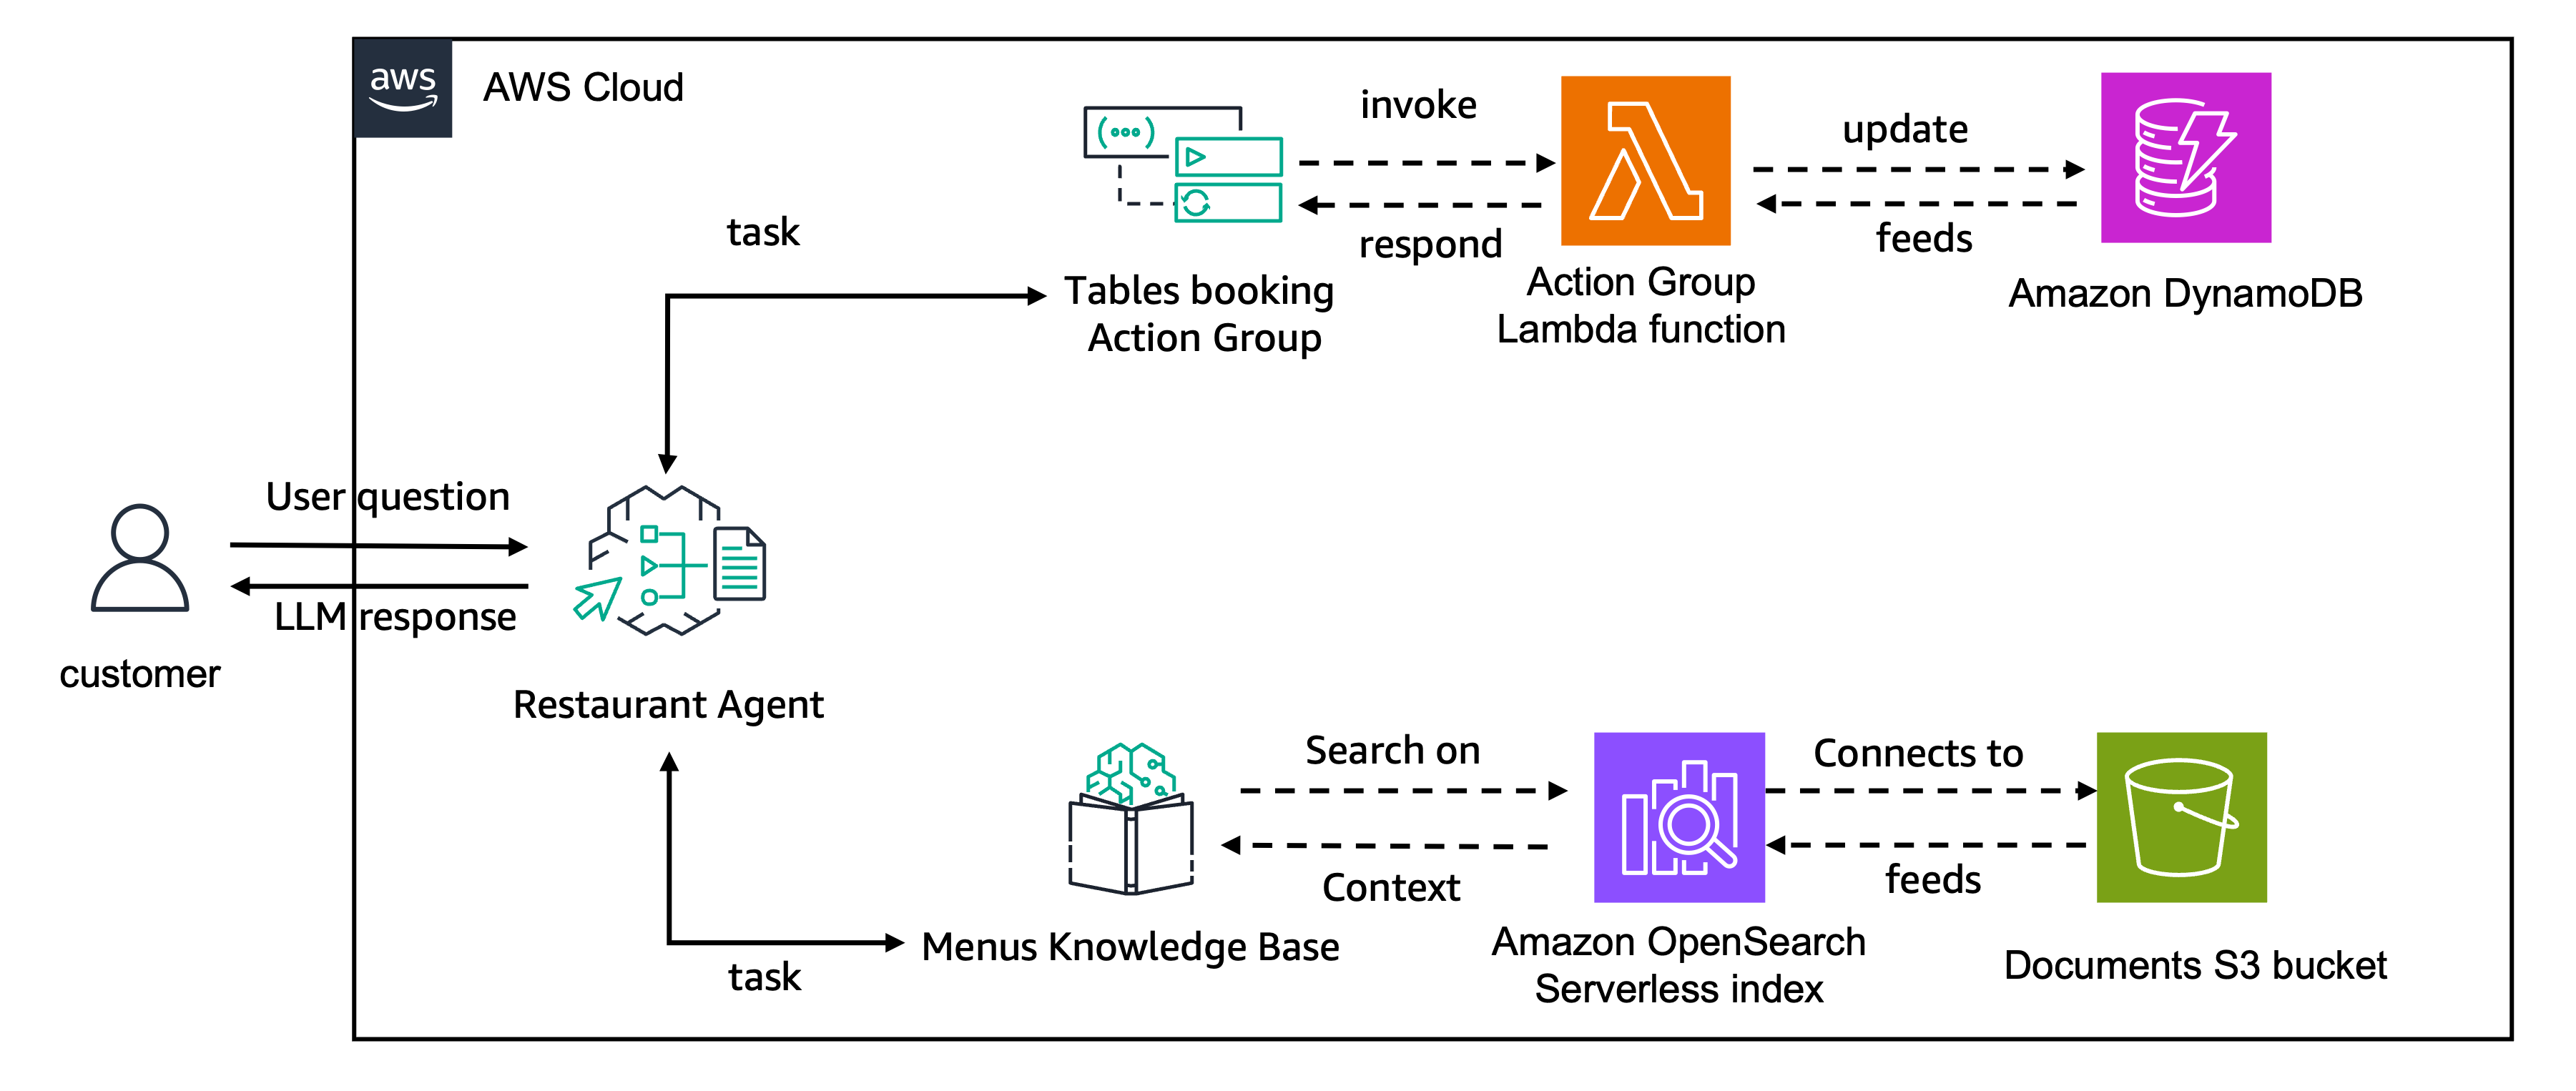 aws
AWS Cloud
invoke
update
task
respond
feeds
Tables booking
Action Group
Action Group
Lambda function
Amazon DynamoDB
User question
LLM response
customer
Restaurant Agent
Search on
Connects to
Context
feeds
task
Menus Knowledge Base
Amazon OpenSearch
Serverless index
Documents S3 bucket